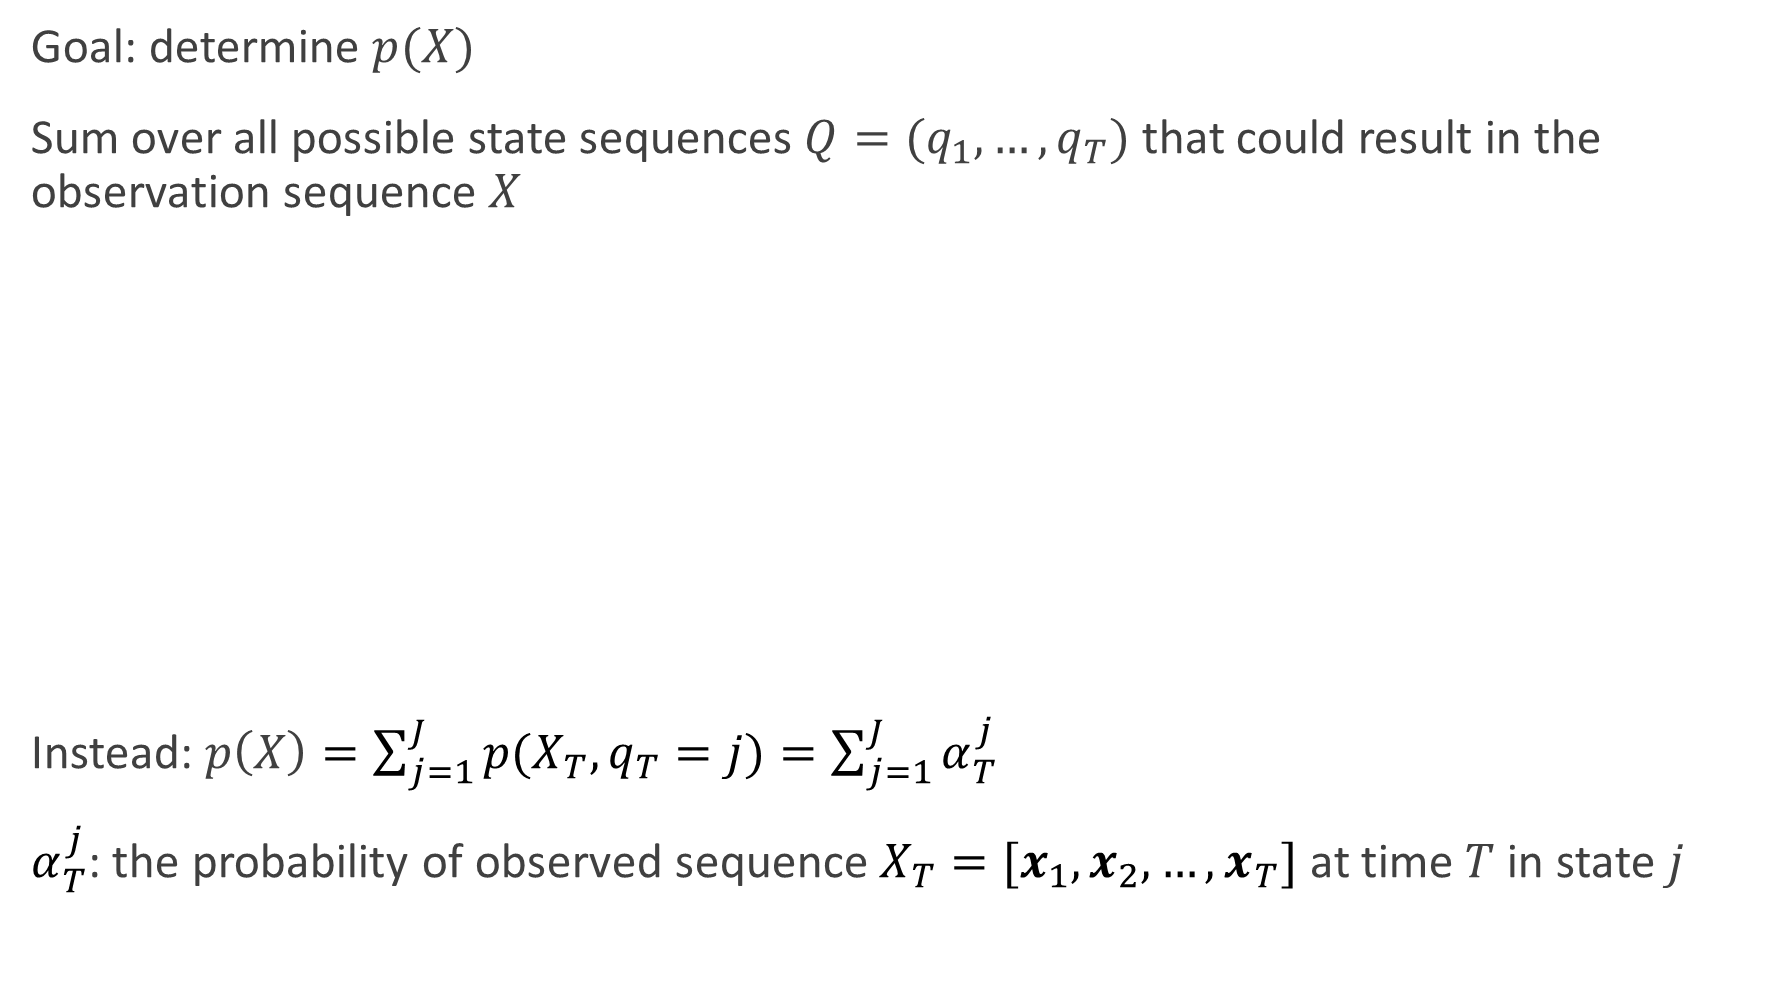 Goal: determine 𝑝(𝑋)
Sum over all possible state sequences 𝑄 = (𝑞₁, … , 𝑞_𝑇) that could result in the
observation sequence 𝑋
Instead: 𝑝(𝑋) = ∑_{𝑗=1}^{𝐽} 𝑝(𝑋_𝑇, 𝑞_𝑇 = 𝑗) = ∑_{𝑗=1}^{𝐽} 𝛼_𝑇^𝑗
𝛼_𝑇^𝑗: the probability of observed sequence 𝑋_𝑇 = [𝒙₁, 𝒙₂, … , 𝒙_𝑇] at time 𝑇 in state 𝑗